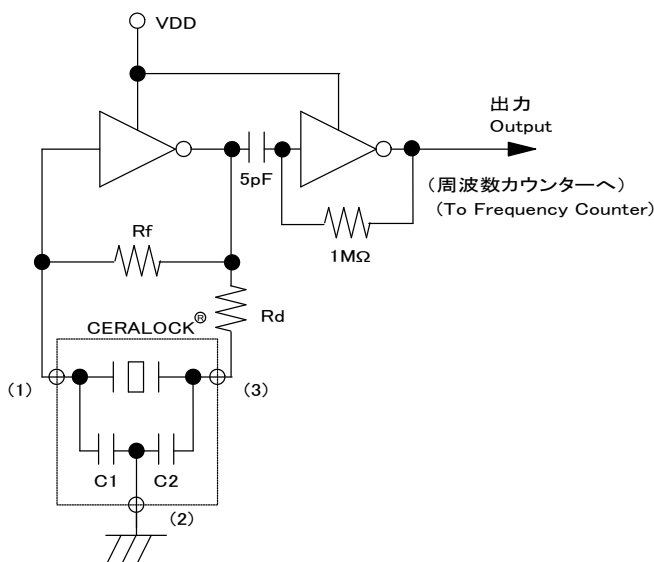 VDD
出力
Output
5pF
(周波数カウンターへ)
(To Frequency Counter)
Rf
1MΩ
CERALOCK®
Rd
(1)
(3)
C1
C2
(2)